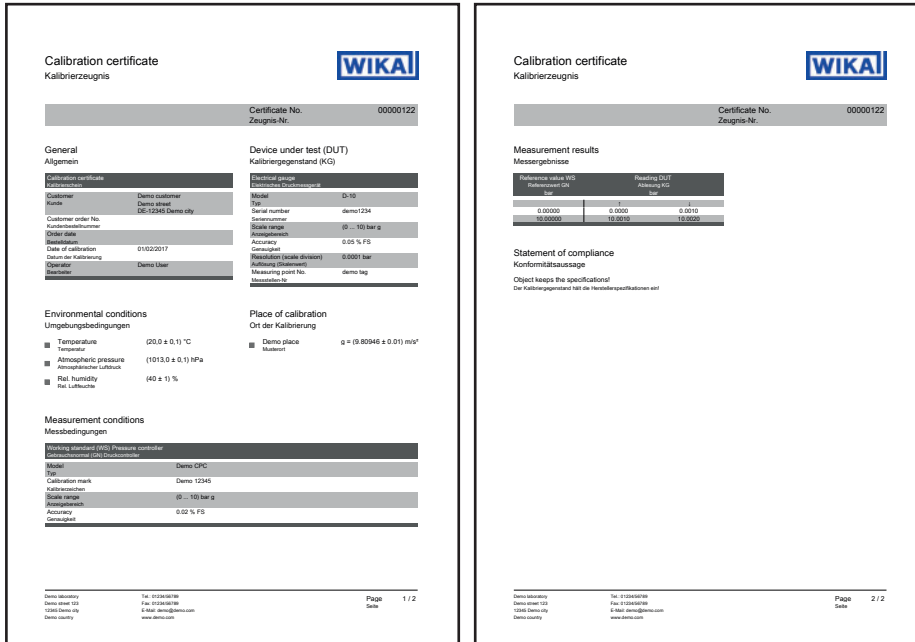 Calibration certificate
Kalibrierzeugnis
WIKA
Certificate No. 00000122
Zeugnis-Nr.
General
Allgemein
Calibration certificate
Kalibrierschein
Customer Demo customer
Kunde Demo street
DE-12345 Demo city
Customer order No.
Kundenbestellnummer
Order date
Bestelldatum
Date of calibration 01/02/2017
Datum der Kalibrierung
Operator Demo User
Bearbeiter
Device under test (DUT)
Kalibriergegenstand (KG)
Electrical gauge
Elektrisches Druckmessgerät
Model D-10
Typ
Serial number demo1234
Seriennummer
Scale range (0 ... 10) bar g
Anzeigebereich
Accuracy 0.05 % FS
Genauigkeit
Resolution (scale division) 0.0001 bar
Auflösung (Skalenwert)
Measuring point No. demo tag
Messstellen-Nr
Environmental conditions
Umgebungsbedingungen
Temperature (20,0 ± 0,1) °C
Temperatur
Atmospheric pressure (1013,0 ± 0,1) hPa
Atmosphärischer Luftdruck
Rel. humidity (40 ± 1) %
Rel. Luftfeuchte
Place of calibration
Ort der Kalibrierung
Demo place g = (9.80946 ± 0.01) m/s²
Musterort
Measurement conditions
Messbedingungen
Working standard (WS) Pressure controller
Gebrauchsnormal (GN) Druckcontroller
Model Demo CPC
Typ
Calibration mark Demo 12345
Kalibrierzeichen
Scale range (0 ... 10) bar g
Anzeigebereich
Accuracy 0.02 % FS
Genauigkeit
Demo laboratory Tel.: 01234/56789
Demo street 123 Fax: 01234/56789
12345 Demo city E-Mail: demo@demo.com
Demo country www.demo.com
Page 1 / 2
Seite
Calibration certificate
Kalibrierzeugnis
WIKA
Certificate No. 00000122
Zeugnis-Nr.
Measurement results
Messergebnisse
Reference value WS Reading DUT
Referenzwert GN Ablesung KG
bar bar
↑ ↓
0.00000 0.0000 0.0010
10.00000 10.0010 10.0020
Statement of compliance
Konformitätsaussage
Object keeps the specifications!
Der Kalibriergegenstand hält die Herstellerspezifikationen ein!
Demo laboratory Tel.: 01234/56789
Demo street 123 Fax: 01234/56789
12345 Demo city E-Mail: demo@demo.com
Demo country www.demo.com
Page 2 / 2
Seite